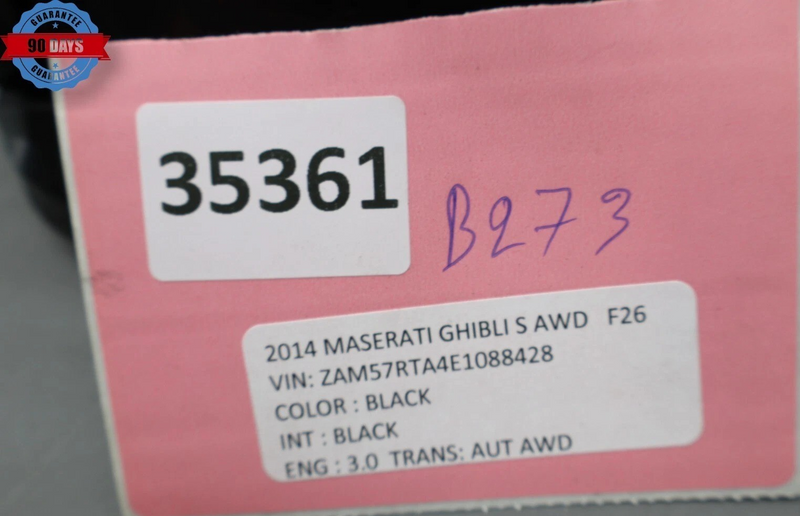 GUARANTEE
90 DAYS
GUARANTEE
35361
B273
2014 MASERATI GHIBLI S AWD F26
VIN: ZAM57RTA4E1088428
COLOR : BLACK
INT : BLACK
ENG : 3.0 TRANS: AUT AWD